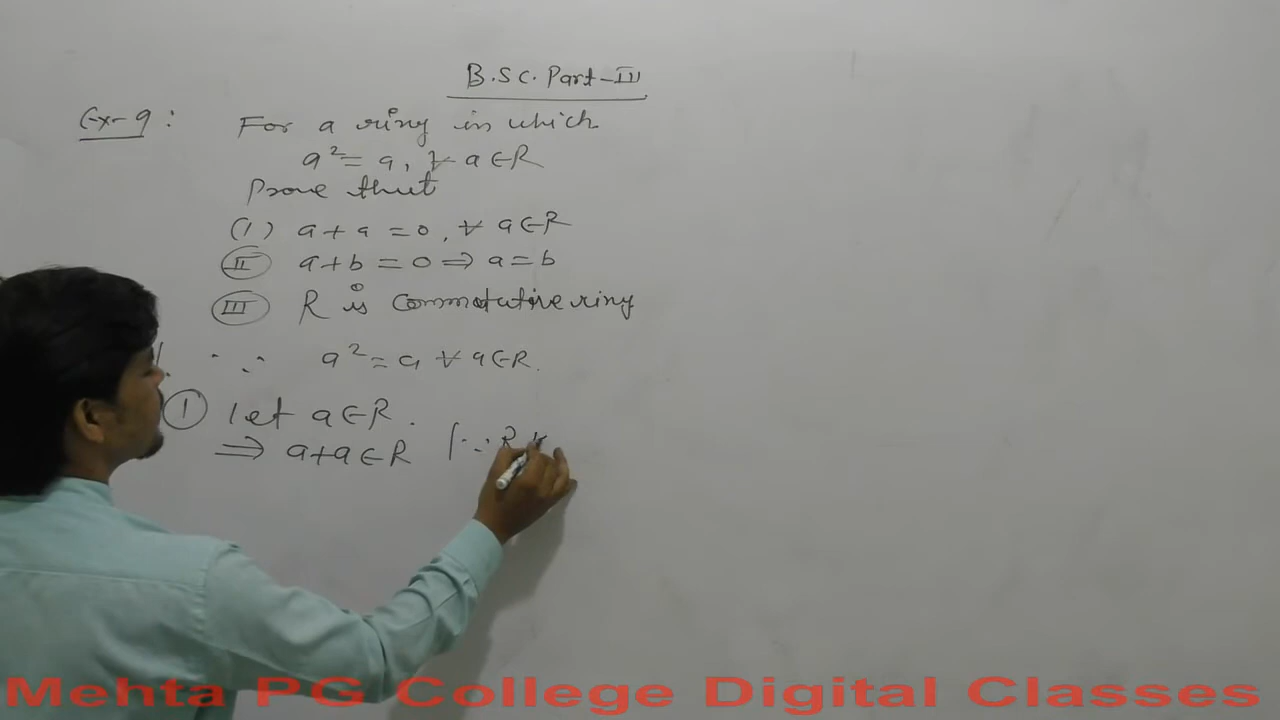 B.Sc. Part-III
Ex-9: For a ring in which
a² = a, ∀ a∈R
Prove that
(I) a+a = 0, ∀ a∈R
(II) a+b = 0 ⇒ a = b
(III) R is Commutative ring
∵ a² = a ∀ a∈R.
(1) let a∈R.
⇒ a+a∈R [∵ R
Mehta PG College Digital Classes